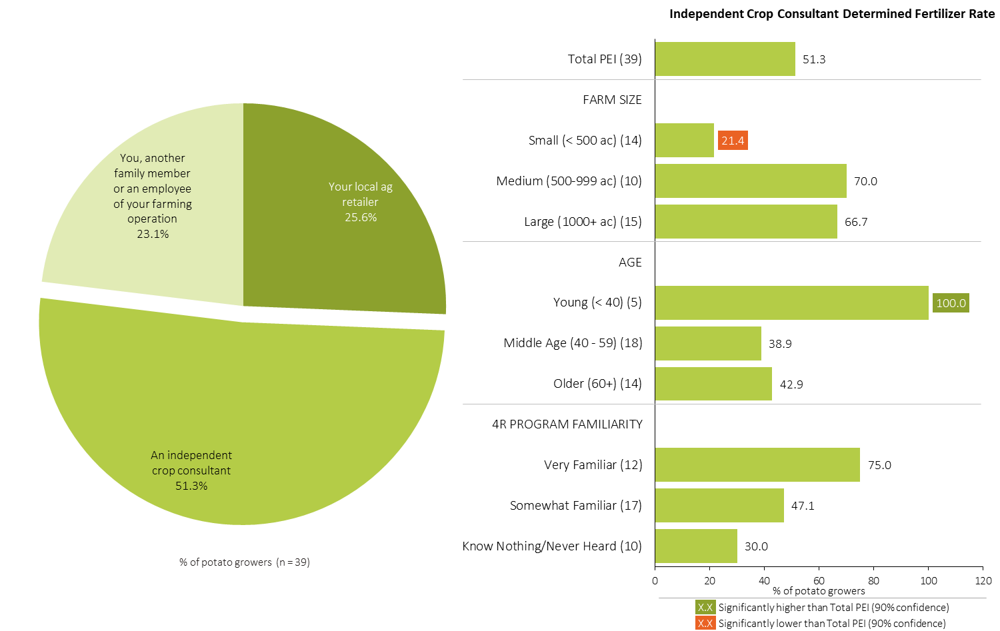 You, another
family member
or an employee
of your farming
operation
23.1%
Your local ag
retailer
25.6%
An independent
crop consultant
51.3%
% of potato growers (n = 39)
Independent Crop Consultant Determined Fertilizer Rate
Total PEI (39) 51.3
FARM SIZE
Small (< 500 ac) (14) 21.4
Medium (500-999 ac) (10) 70.0
Large (1000+ ac) (15) 66.7
AGE
Young (< 40) (5) 100.0
Middle Age (40 - 59) (18) 38.9
Older (60+) (14) 42.9
4R PROGRAM FAMILIARITY
Very Familiar (12) 75.0
Somewhat Familiar (17) 47.1
Know Nothing/Never Heard (10) 30.0
0 20 40 60 80 100 120
% of potato growers
X.X Significantly higher than Total PEI (90% confidence)
X.X Significantly lower than Total PEI (90% confidence)